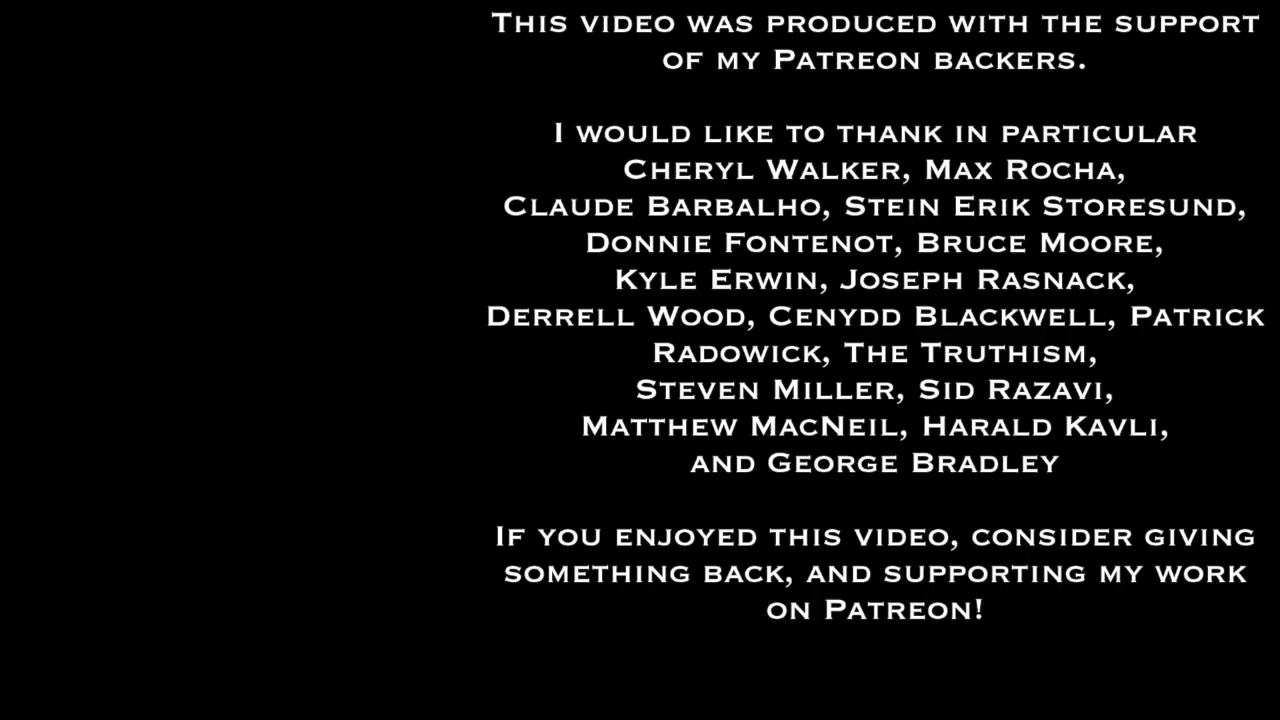 This video was produced with the support
of my Patreon backers.
I would like to thank in particular
Cheryl Walker, Max Rocha,
Claude Barbalho, Stein Erik Storesund,
Donnie Fontenot, Bruce Moore,
Kyle Erwin, Joseph Rasnack,
Derrell Wood, Cenydd Blackwell, Patrick
Radowick, The Truthism,
Steven Miller, Sid Razavi,
Matthew MacNeil, Harald Kavli,
and George Bradley
If you enjoyed this video, consider giving
something back, and supporting my work
on Patreon!